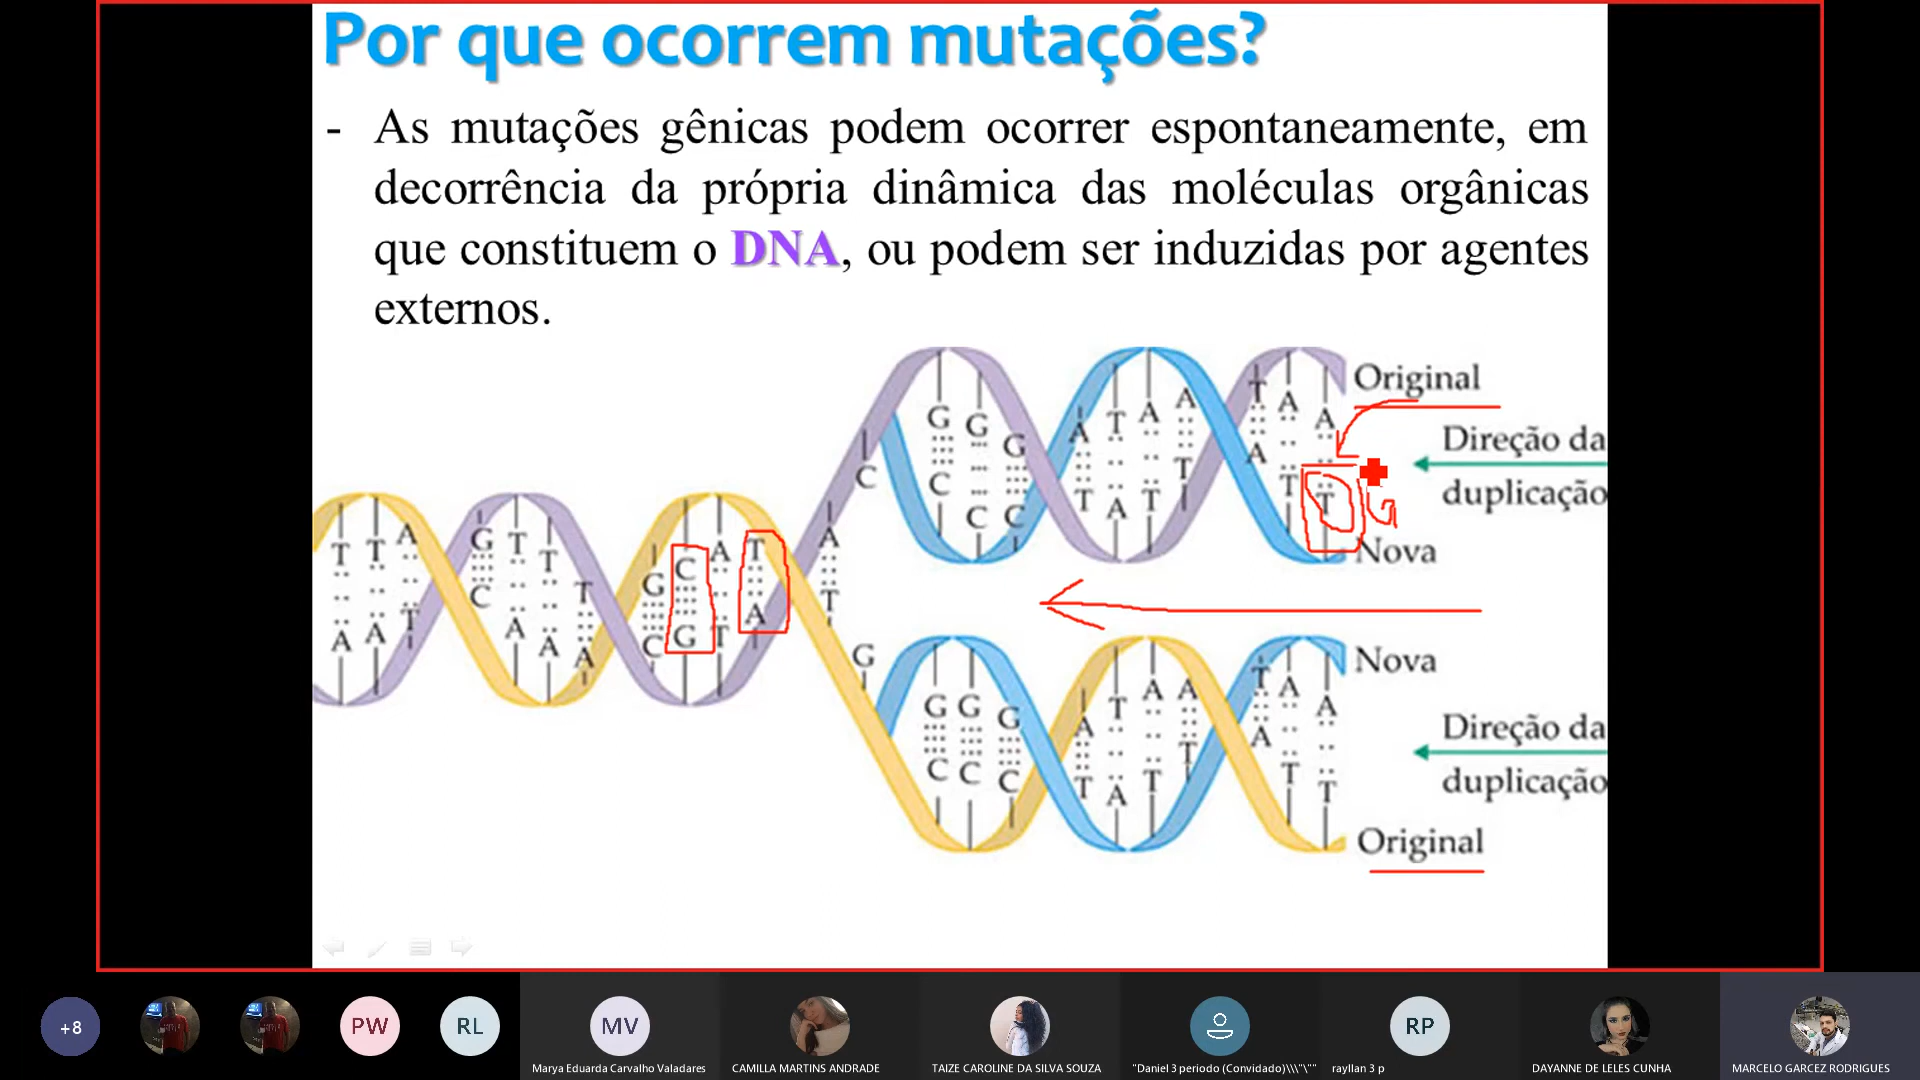 Por que ocorrem mutações?
- As mutações gênicas podem ocorrer espontaneamente, em
decorrência da própria dinâmica das moléculas orgânicas
que constituem o DNA, ou podem ser induzidas por agentes
externos.
Original
Direção da
duplicação
Nova
Nova
Direção da
duplicação
Original
T T A G T T T G C A T A C G G G A T A A T A A
A A T C A A A C G T A T C C C T A T T A T T
G G G G A T A A T A A
C C C T A T T A T T
+8
PW
RL
MV
RP
Marya Eduarda Carvalho Valadares
CAMILLA MARTINS ANDRADE
TAIZE CAROLINE DA SILVA SOUZA
"Daniel 3 periodo (Convidado)\\\"\""
rayllan 3 p
DAYANNE DE LELES CUNHA
MARCELO GARCEZ RODRIGUES